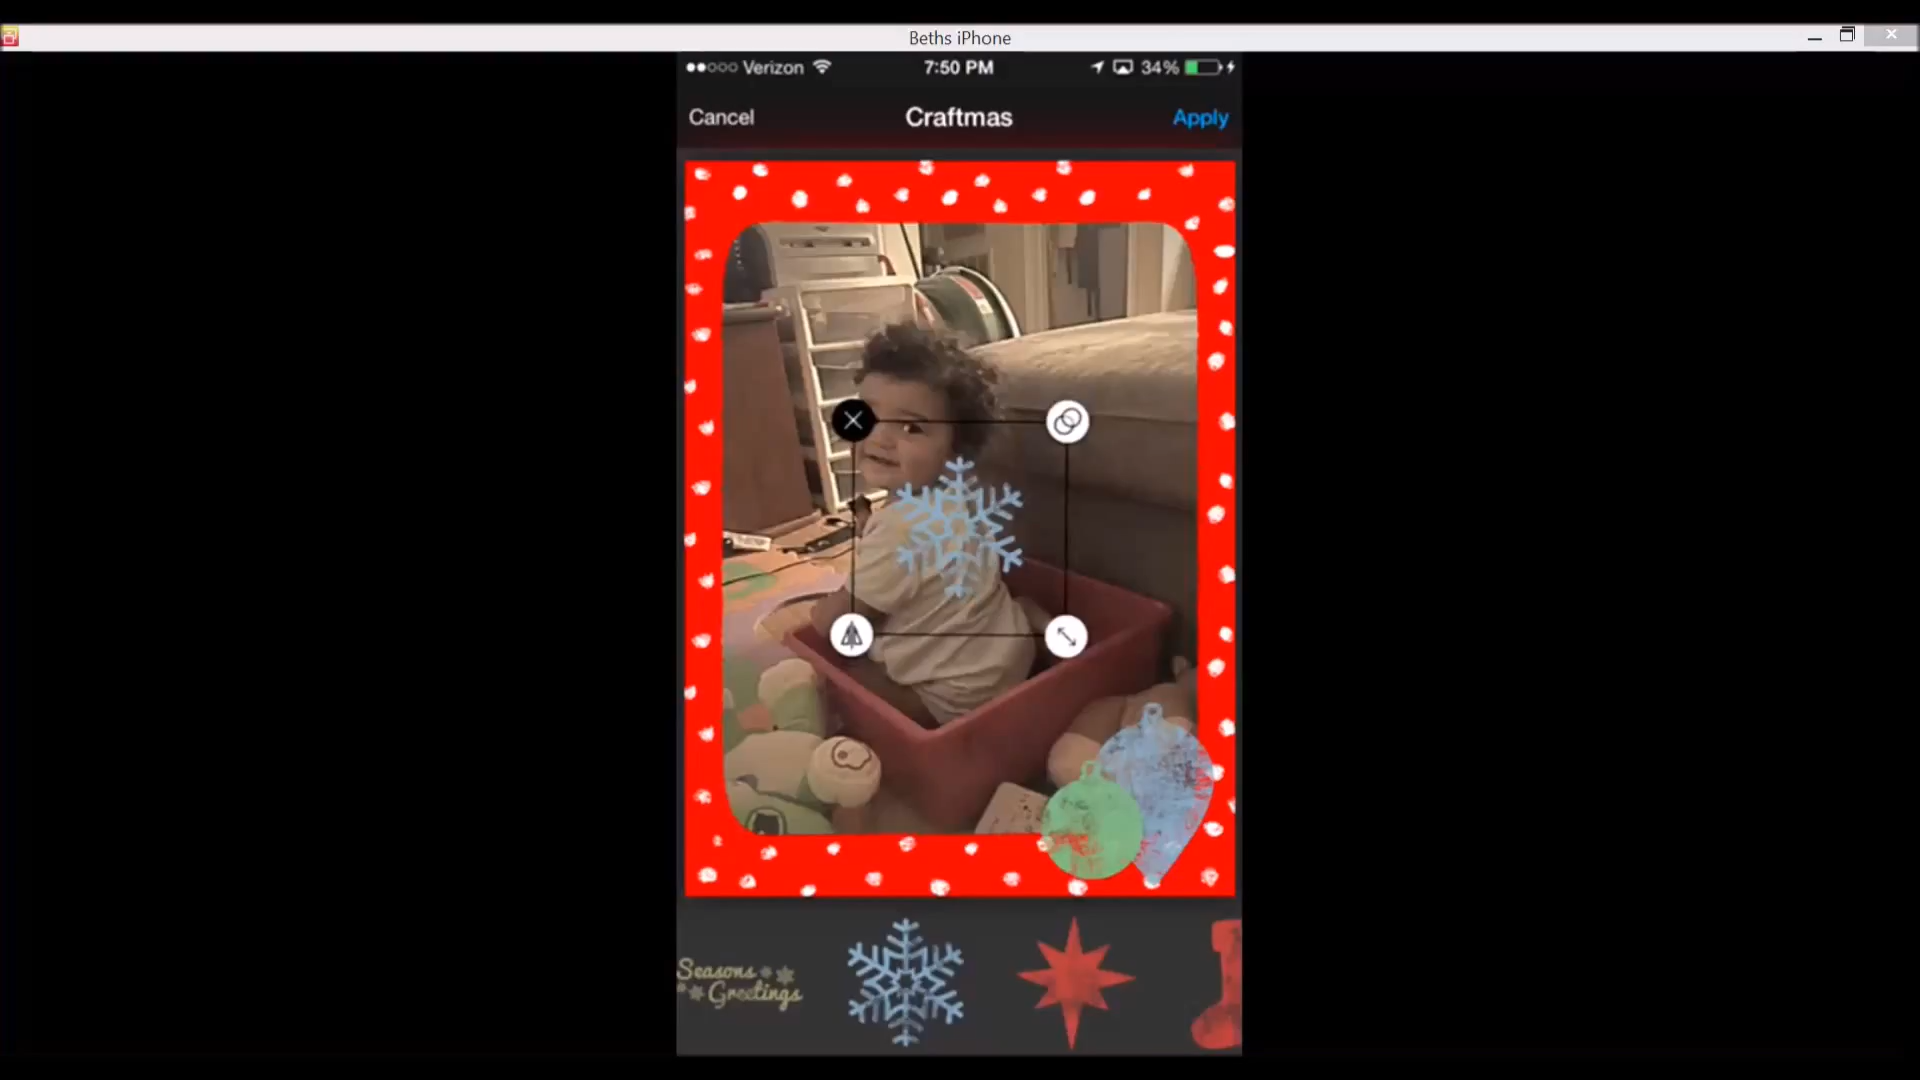 Beths iPhone
Verizon 7:50 PM 34%
Cancel Craftmas Apply
Seasons
Greetings